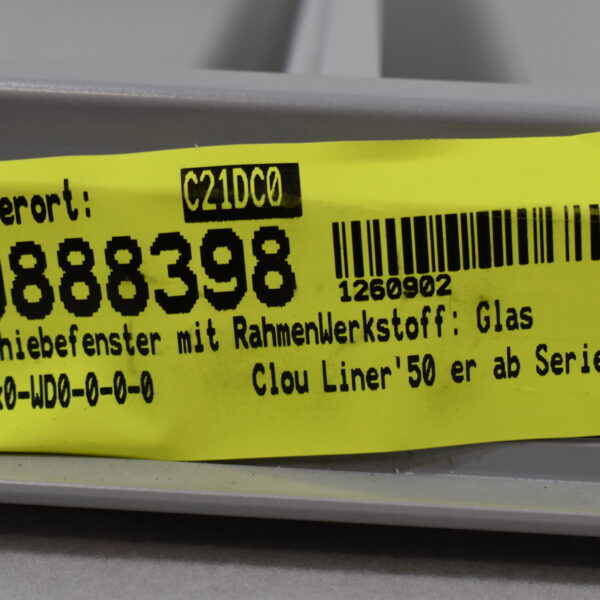 erort: C21DC0
888398
1260902
hiebefenster mit RahmenWerkstoff: Glas
0-WD0-0-0-0 Clou Liner'50 er ab Serie